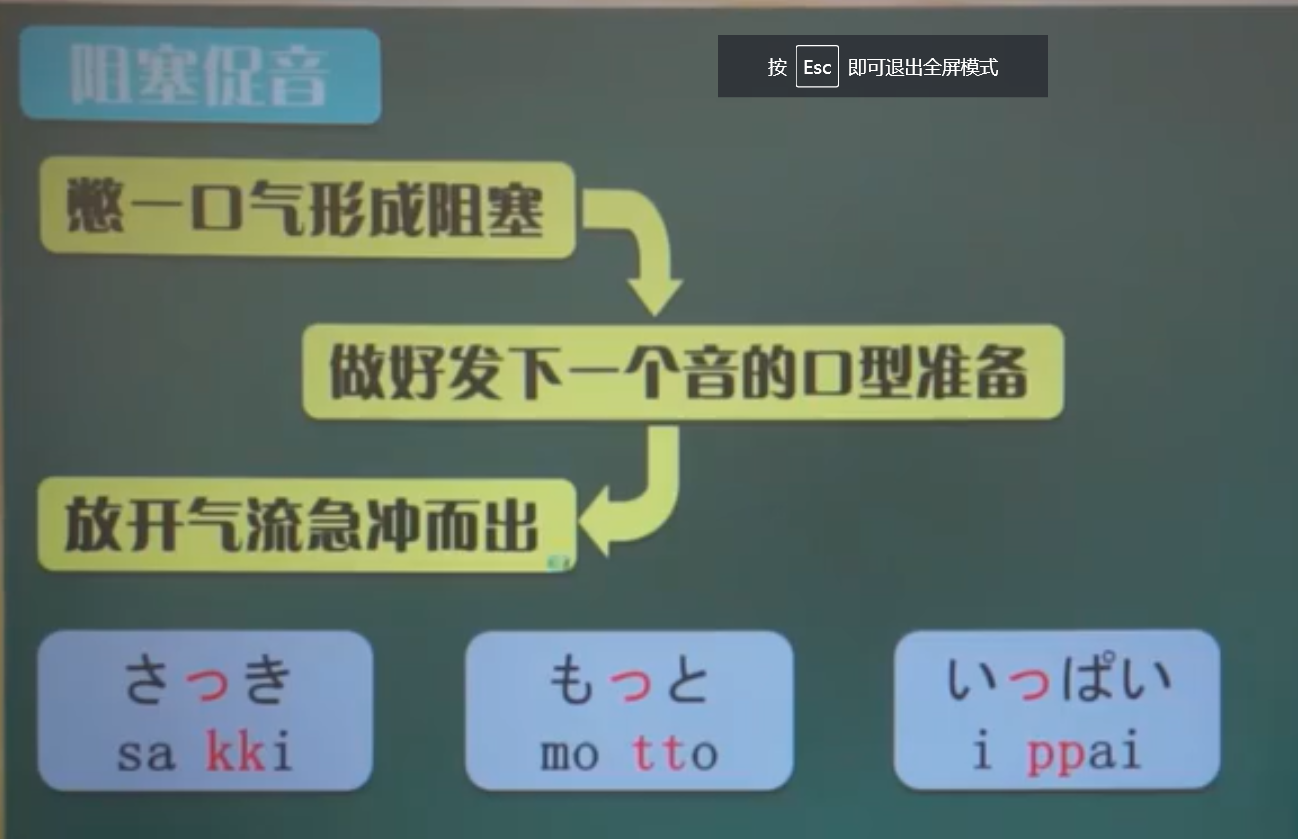 阻塞促音
按 Esc 即可退出全屏模式
憋一口气形成阻塞
做好发下一个音的口型准备
放开气流急冲而出
さっき
sa kki
もっと
mo tto
いっぱい
i ppai